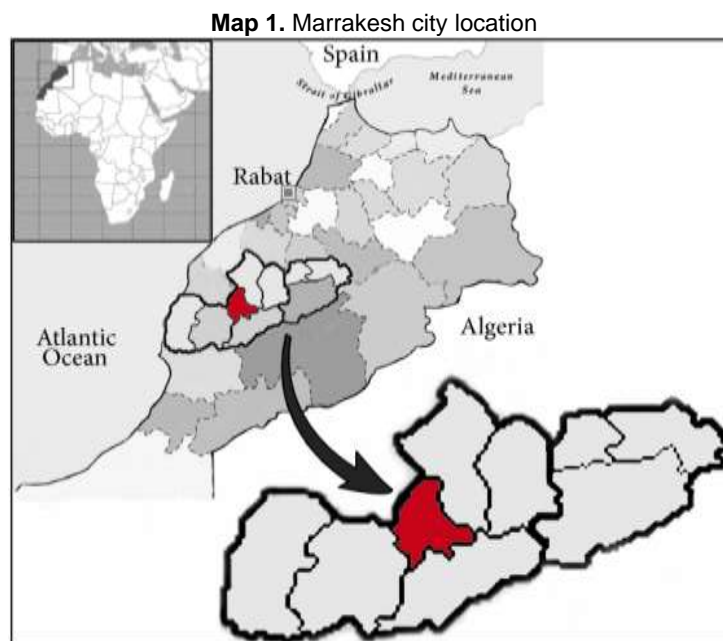 Map 1. Marrakesh city location
Spain
Strait of Gibraltar
Mediterranean
Sea
Rabat
Atlantic
Ocean
Algeria